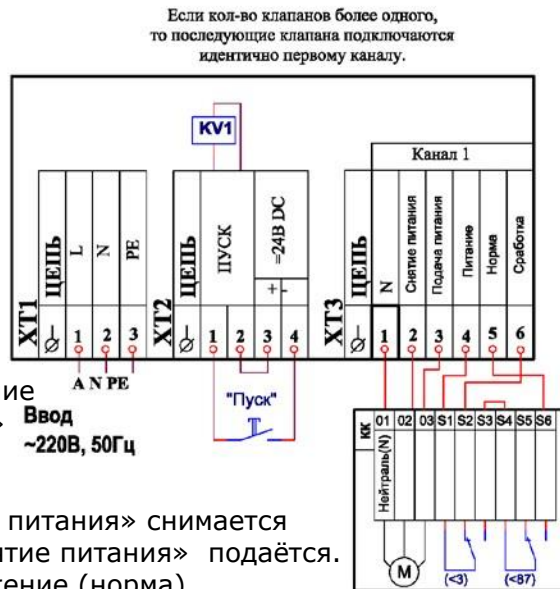 Если кол-во клапанов более одного,
то последующие клапана подключаются
идентично первому каналу.
KV1
Канал 1
XT1
ЦЕПЬ
L
N
PE
1
2
3
A N PE
Ввод
~220В, 50Гц
XT2
ЦЕПЬ
ПУСК
=24В DC
+ -
1
2
3
4
"Пуск"
XT3
ЦЕПЬ
N
Снятие питания
Подача питания
Питание
Норма
Сработка
1
2
3
4
5
6
КК
01 02 03 S1 S2 S3 S4 S5 S6
Нейтраль(N)
M
(<3)
(<87)
ние
питания» снимается
тие питания» подаётся.
ение (норма)